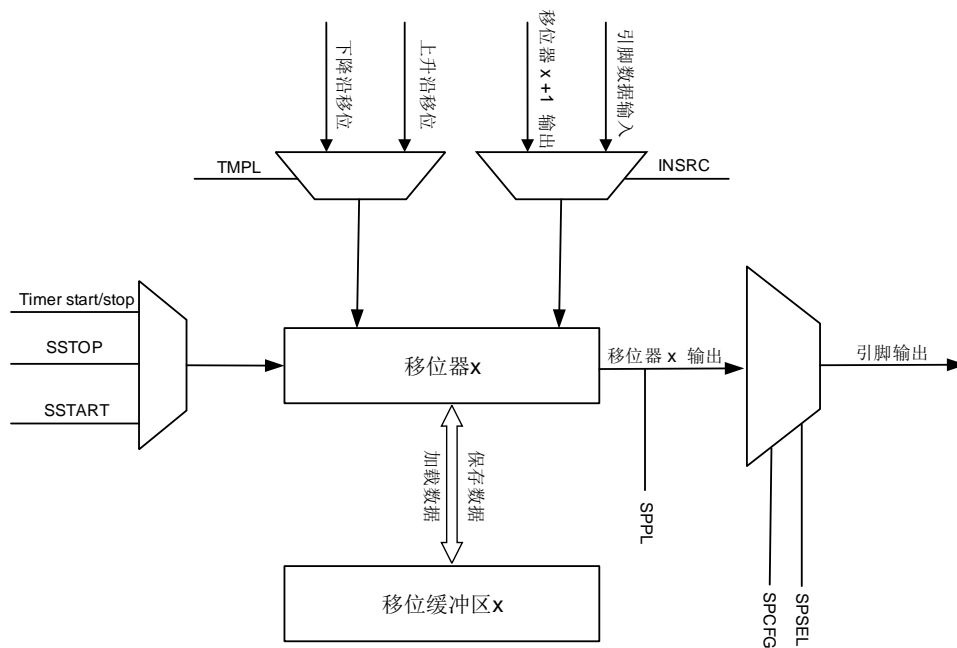 下降沿移位
上升沿移位
移位器 x +1 输出
引脚数据输入
TMPL
INSRC
Timer start/stop
SSTOP
SSTART
移位器x
移位器 x 输出
引脚输出
加载数据
保存数据
SPPL
SPCFG
SPSEL
移位缓冲区x